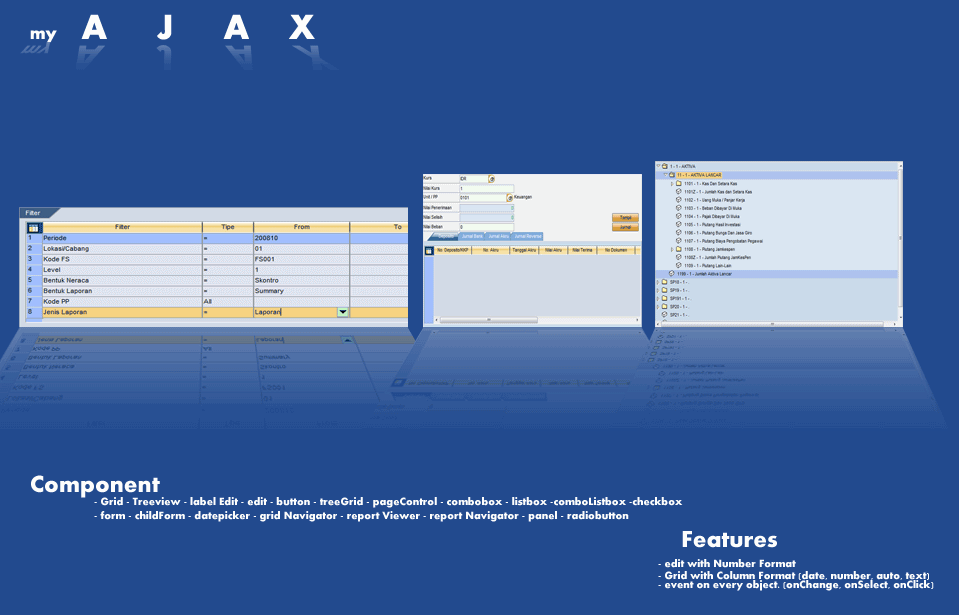 my A J A X
Filter
Filter Tipe From To
1 Periode = 200810
2 Lokasi/Cabang = 01
3 Kode FS = FS001
4 Level = 1
5 Bentuk Neraca = Skontro
6 Bentuk Laporan = Summary
7 Kode PP All
8 Jenis Laporan = Laporan
Kurs IDR
Nilai Kurs 1
Unit / PP 0101 Keuangan
Nilai Penerimaan 0
Nilai Selisih 0
Nilai Beban 0
Tampil
Jurnal
Jurnal Bank Jurnal Akru Jurnal Reverse
No. Deposito/KKP No. Akru Tanggal Akru Nilai Akru Nilai Terima No Dokumen
1 - 1 - AKTIVA
11 - 1 - AKTIVA LANCAR
1101 - 1 - Kas Dan Setara Kas
1101Z - 1 - Jumlah Kas dan Setara Kas
1102 - 1 - Uang Muka / Panjar Kerja
1103 - 1 - Beban Dibayar Di Muka
1104 - 1 - Pajak Dibayar Di Muka
1105 - 1 - Piutang Hasil Investasi
1106 - 1 - Piutang Bunga Dan Jasa Giro
1107 - 1 - Piutang Biaya Pengobatan Pegawai
1108 - 1 - Piutang Jamkespen
1108Z - 1 - Jumlah Piutang JamKesPen
1109 - 1 - Piutang Lain-Lain
1199 - 1 - Jumlah Aktiva Lancar
SP18 - 1 -
SP19 - 1 -
SP191 - 1 -
SP20 - 1 -
SP21 - 1 -
Component
- Grid - Treeview - label Edit - edit - button - treeGrid - pageControl - combobox - listbox -comboListbox -checkbox
- form - childForm - datepicker - grid Navigator - report Viewer - report Navigator - panel - radiobutton
Features
- edit with Number Format
- Grid with Column Format (date, number, auto, text)
- event on every object. (onChange, onSelect, onClick)